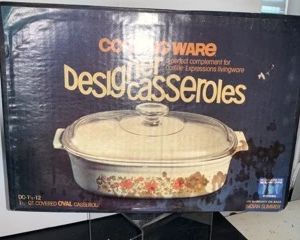 CORNING WARE
a perfect complement for
Corelle Expressions livingware
Designer
Casseroles
DC-1½-12
1½ QT. COVERED OVAL CASSEROLE
INDIAN SUMMER